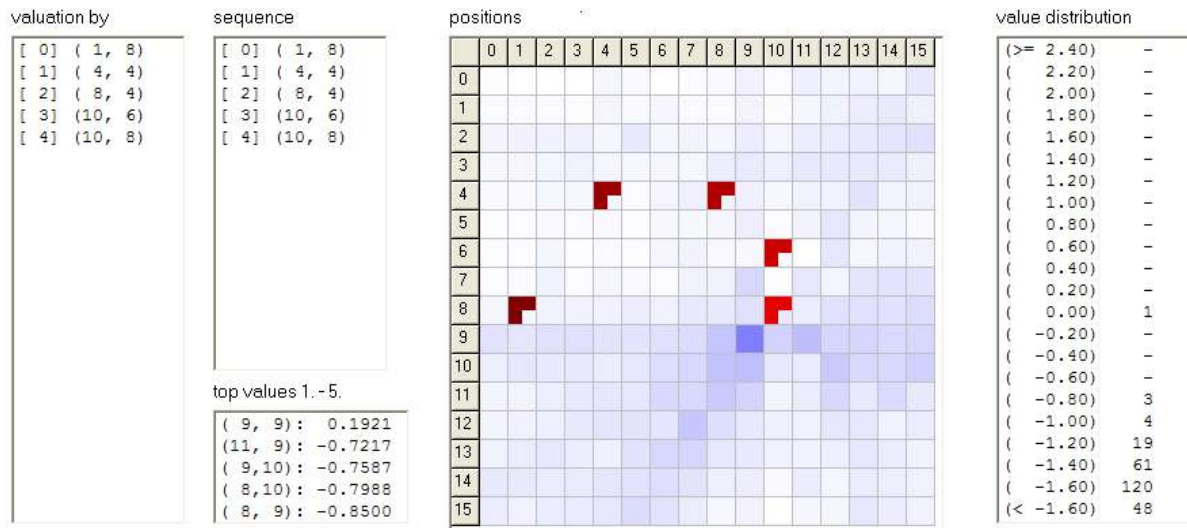 valuation by
[ 0] ( 1, 8)
[ 1] ( 4, 4)
[ 2] ( 8, 4)
[ 3] (10, 6)
[ 4] (10, 8)
sequence
[ 0] ( 1, 8)
[ 1] ( 4, 4)
[ 2] ( 8, 4)
[ 3] (10, 6)
[ 4] (10, 8)
top values 1.-5.
( 9, 9): 0.1921
(11, 9): -0.7217
( 9,10): -0.7587
( 8,10): -0.7988
( 8, 9): -0.8500
positions
0 1 2 3 4 5 6 7 8 9 10 11 12 13 14 15
0
1
2
3
4
5
6
7
8
9
10
11
12
13
14
15
value distribution
(>= 2.40) -
( 2.20) -
( 2.00) -
( 1.80) -
( 1.60) -
( 1.40) -
( 1.20) -
( 1.00) -
( 0.80) -
( 0.60) -
( 0.40) -
( 0.20) -
( 0.00) 1
( -0.20) -
( -0.40) -
( -0.60) -
( -0.80) 3
( -1.00) 4
( -1.20) 19
( -1.40) 61
( -1.60) 120
(< -1.60) 48